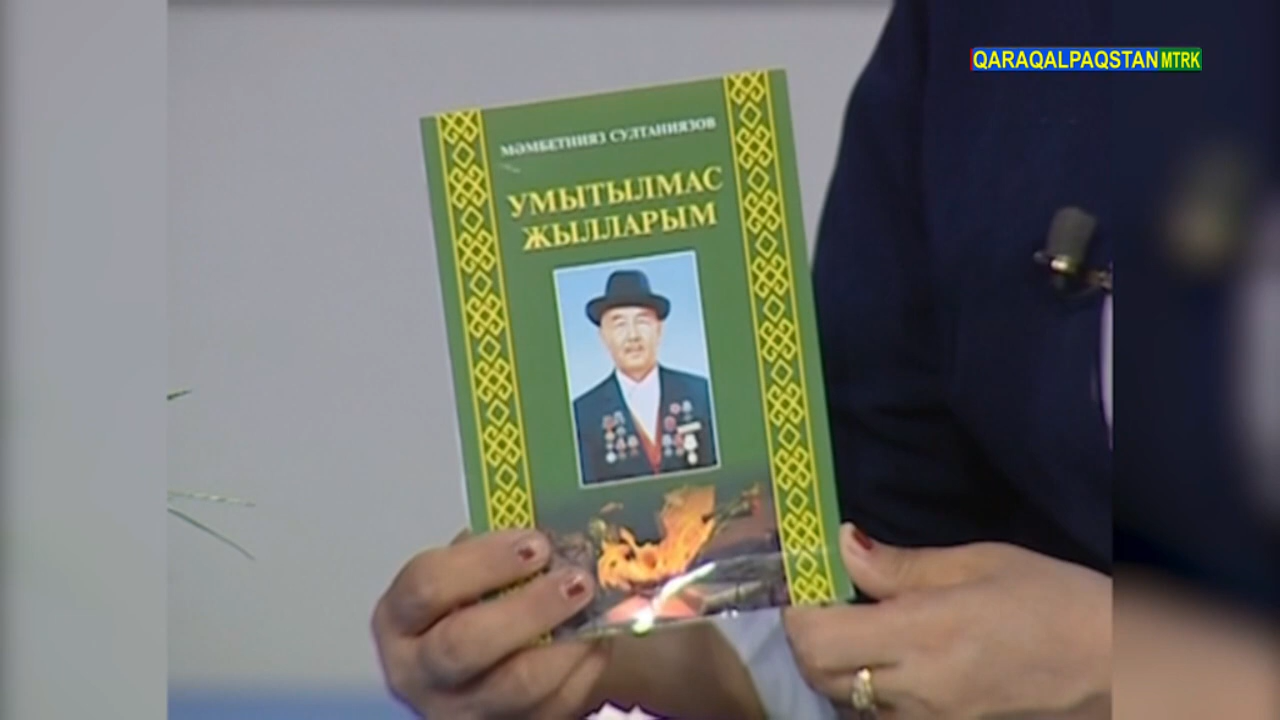 QARAQALPAQSTAN MTRK
МӘМБЕТНИЯЗ СУЛТАНИЯЗОВ
УМЫТЫЛМАС
ЖЫЛЛАРЫМ